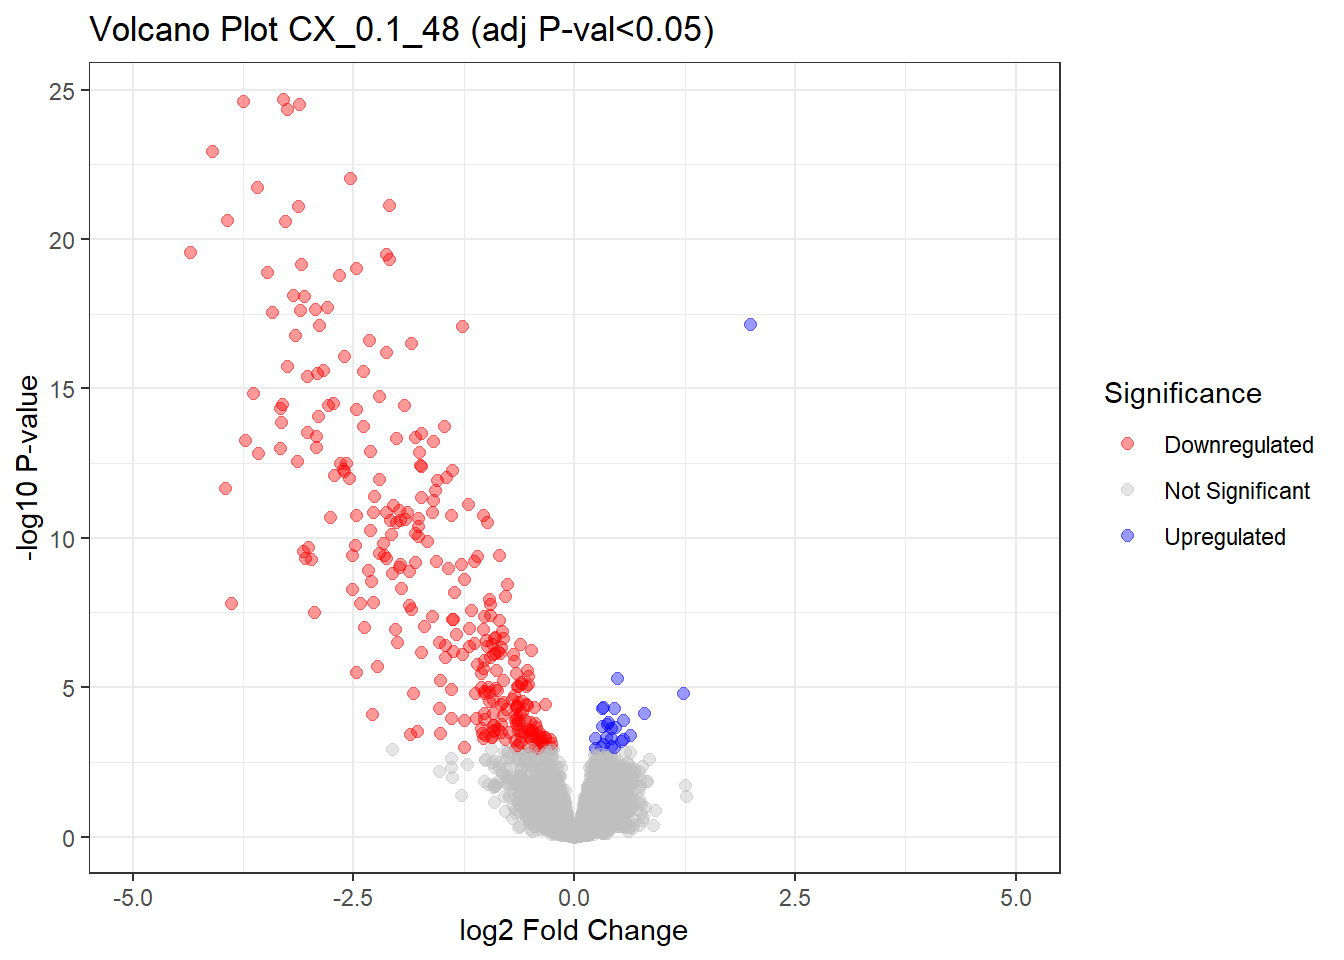 Volcano Plot CX_0.1_48 (adj P-val<0.05)
25
20
15
10
5
0
-log10 P-value
-5.0
-2.5
0.0
2.5
5.0
log2 Fold Change
Significance
Downregulated
Not Significant
Upregulated